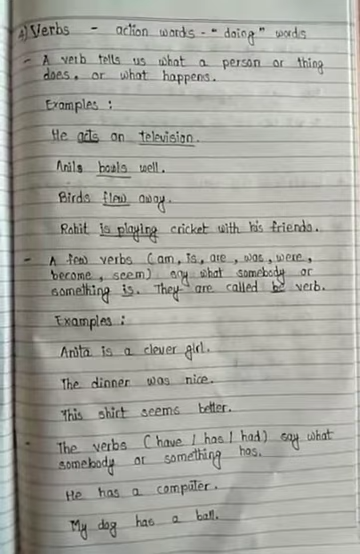 4) Verbs - action words - "doing" words
- A verb tells us what a person or thing
does, or what happens.
Examples :
He acts on television.
Anils bowls well.
Birds flew away.
Rohit is playing cricket with his friends.
- A few verbs (am, is, are, was, were,
become, seem) say what somebody or
something is. They are called be verb.
Examples :
Anita is a clever girl.
The dinner was nice.
This shirt seems better.
- The verbs (have / has / had) say what
somebody or something has.
He has a computer.
My dog has a ball.